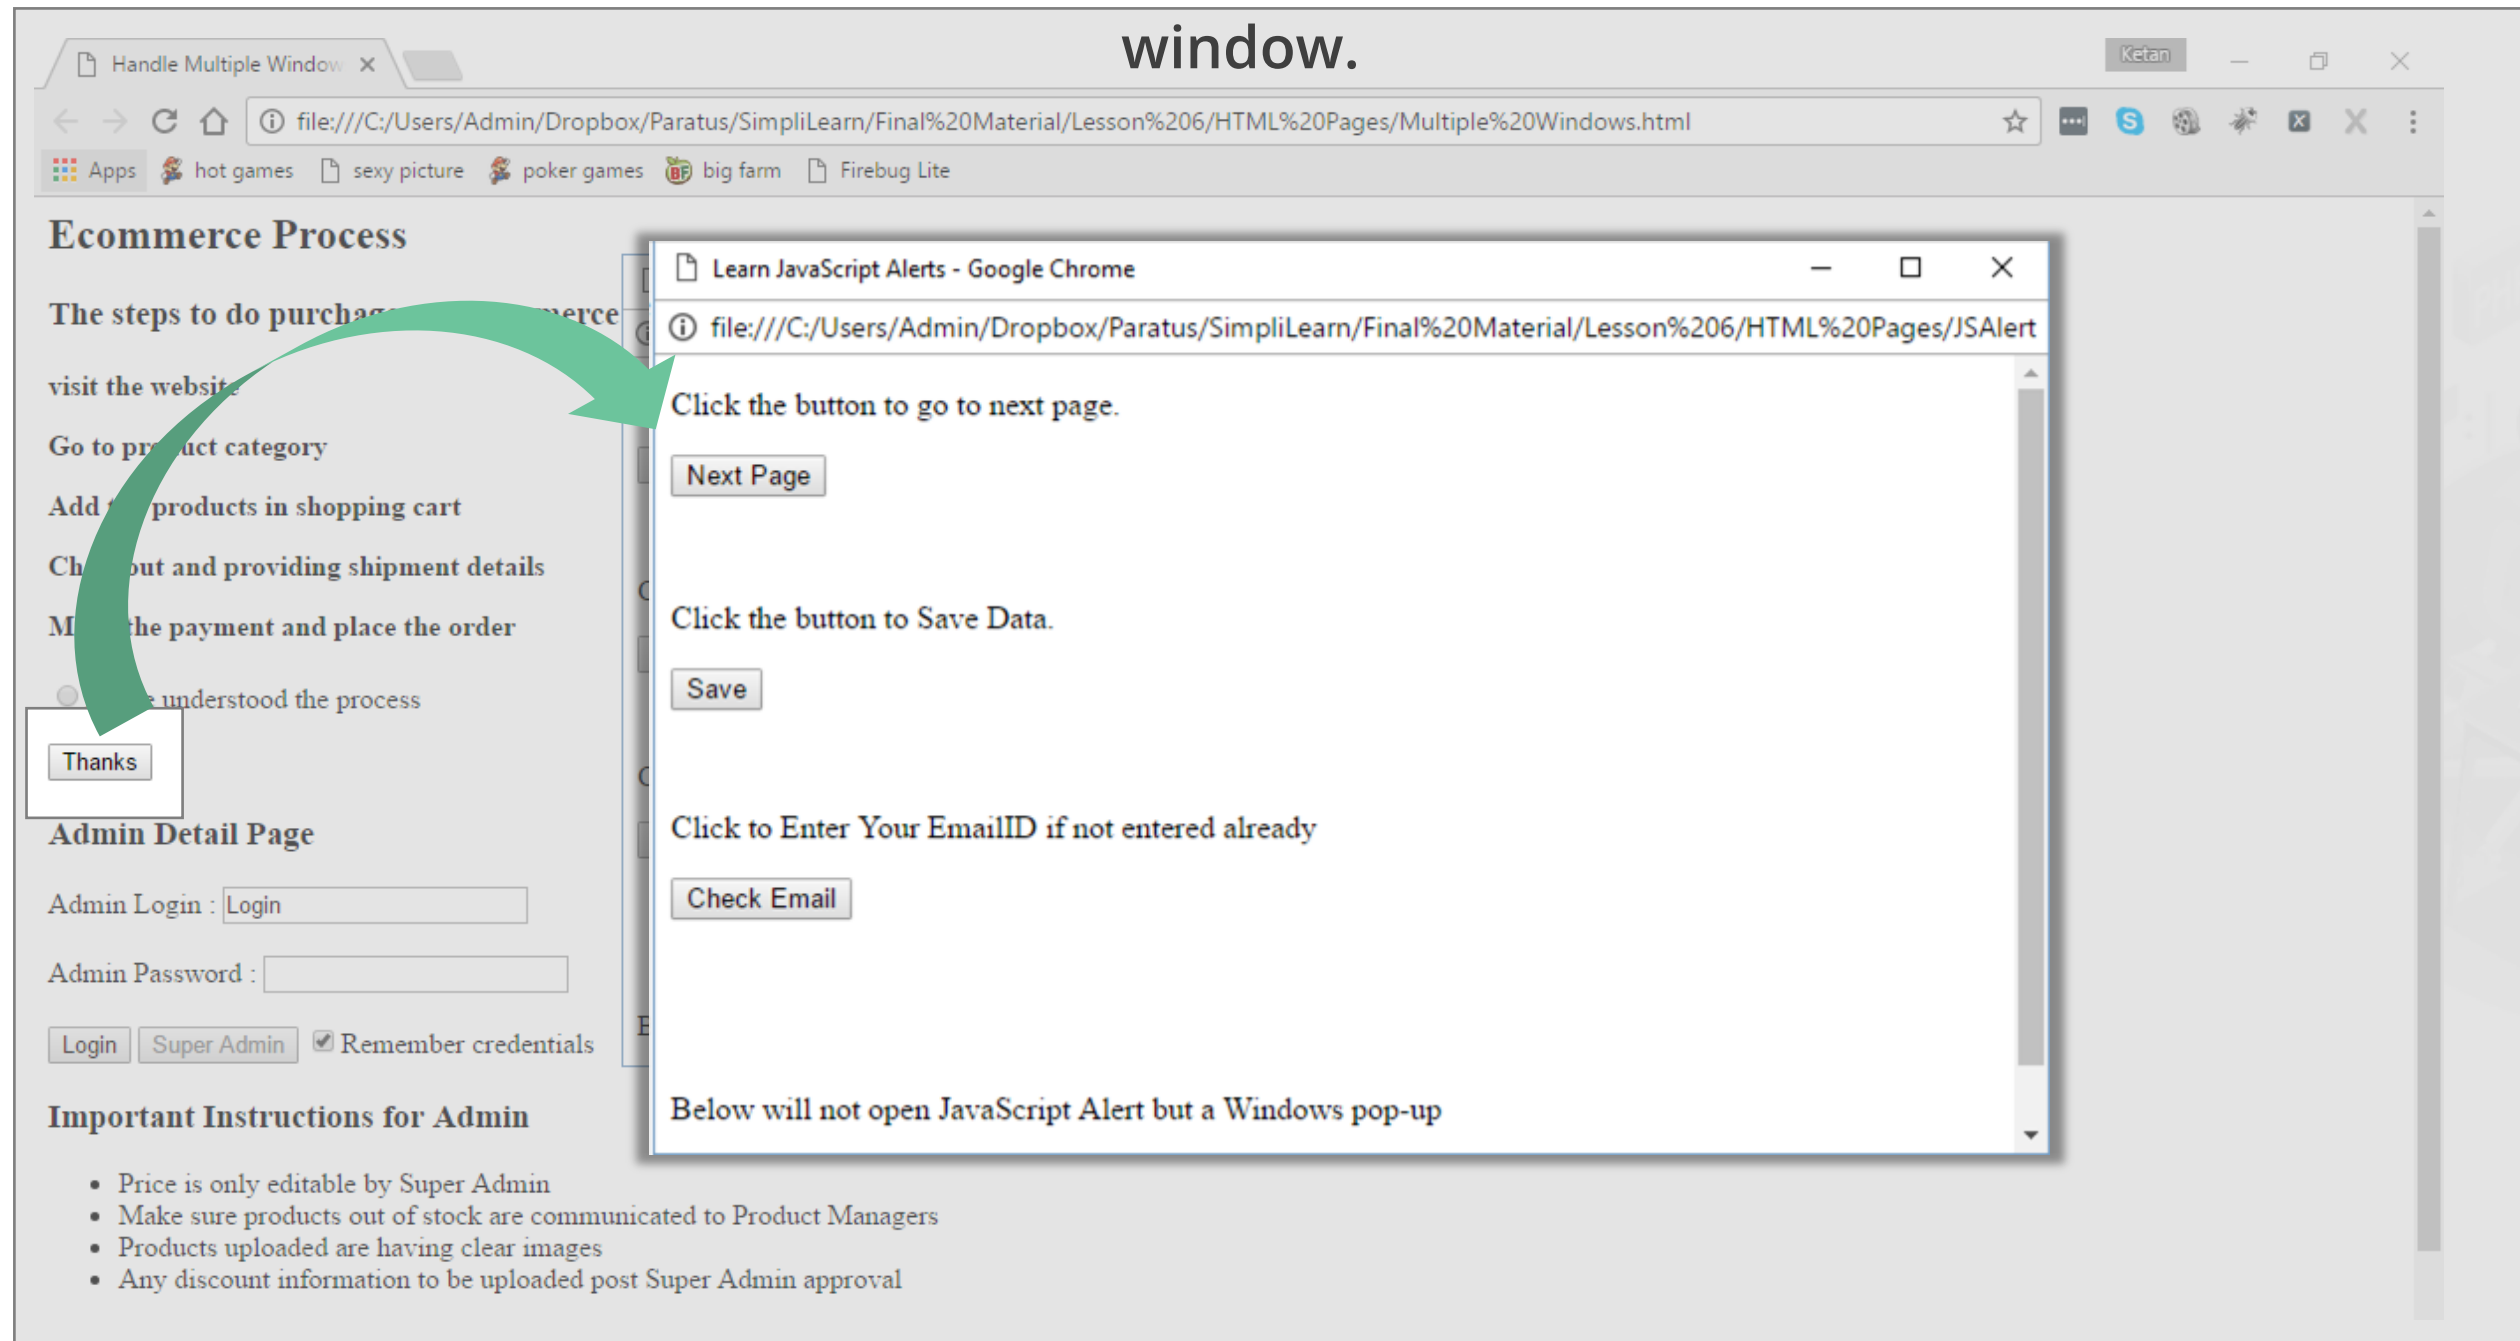 window.
Handle Multiple Window
Ketan
file:///C:/Users/Admin/Dropbox/Paratus/SimpliLearn/Final%20Material/Lesson%206/HTML%20Pages/Multiple%20Windows.html
Apps hot games sexy picture poker games big farm Firebug Lite
Ecommerce Process
The steps to do
visit the website
Go to category
Add products in shopping cart
and providing shipment details
the payment and place the order
understood the process
Thanks
Admin Detail Page
Admin Login : Login
Admin Password :
Login Super Admin Remember credentials
Important Instructions for Admin
Price is only editable by Super Admin
Make sure products out of stock are communicated to Product Managers
Products uploaded are having clear images
Any discount information to be uploaded post Super Admin approval
Learn JavaScript Alerts - Google Chrome
file:///C:/Users/Admin/Dropbox/Paratus/SimpliLearn/Final%20Material/Lesson%206/HTML%20Pages/JSAlert
Click the button to go to next page.
Next Page
Click the button to Save Data.
Save
Click to Enter Your EmailID if not entered already
Check Email
Below will not open JavaScript Alert but a Windows pop-up